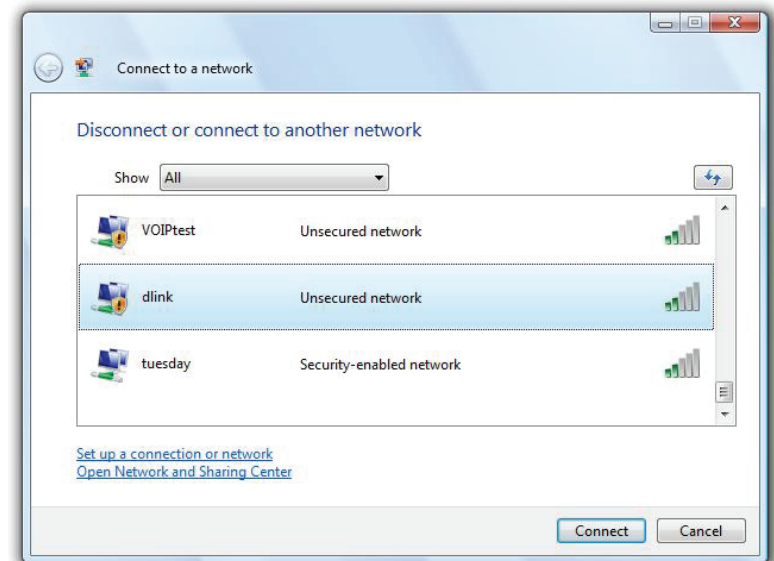 Connect to a network
Disconnect or connect to another network
Show All
VOIPtest Unsecured network
dlink Unsecured network
tuesday Security-enabled network
Set up a connection or network
Open Network and Sharing Center
Connect Cancel